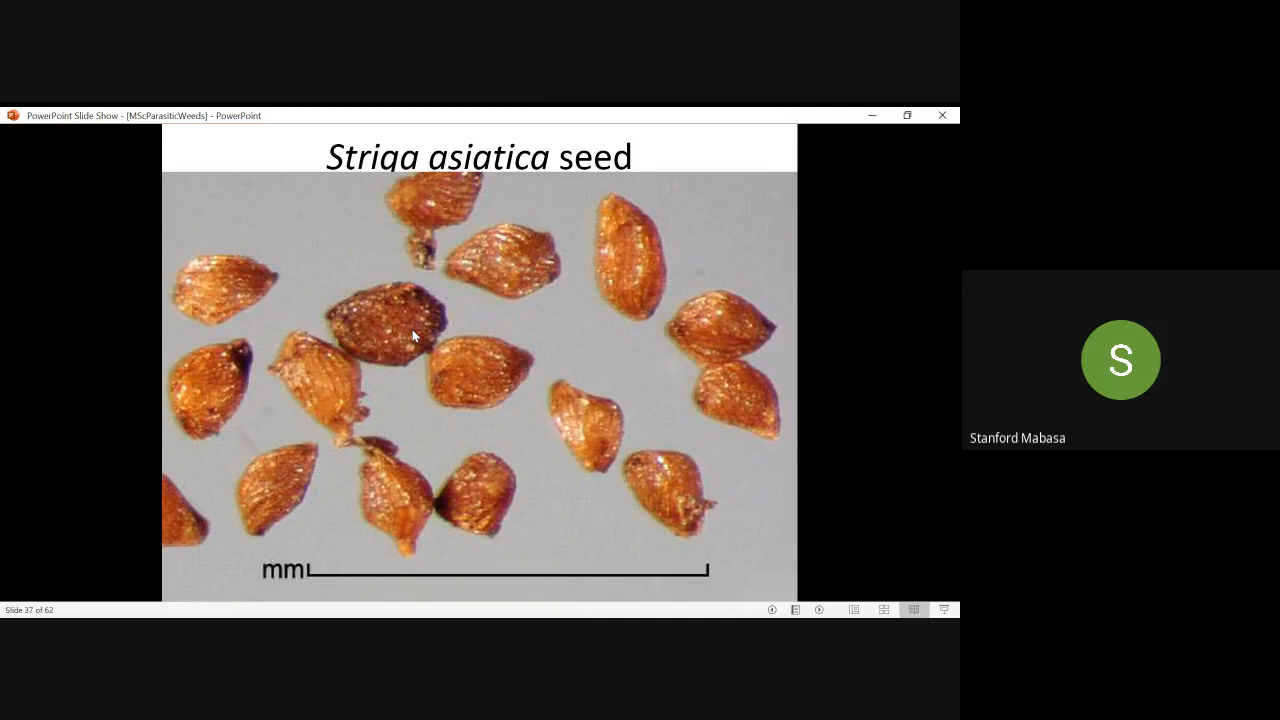 PowerPoint Slide Show - [MScParasiticWeeds] - PowerPoint
Striga asiatica seed
S
Stanford Mabasa
mm
Slide 37 of 62